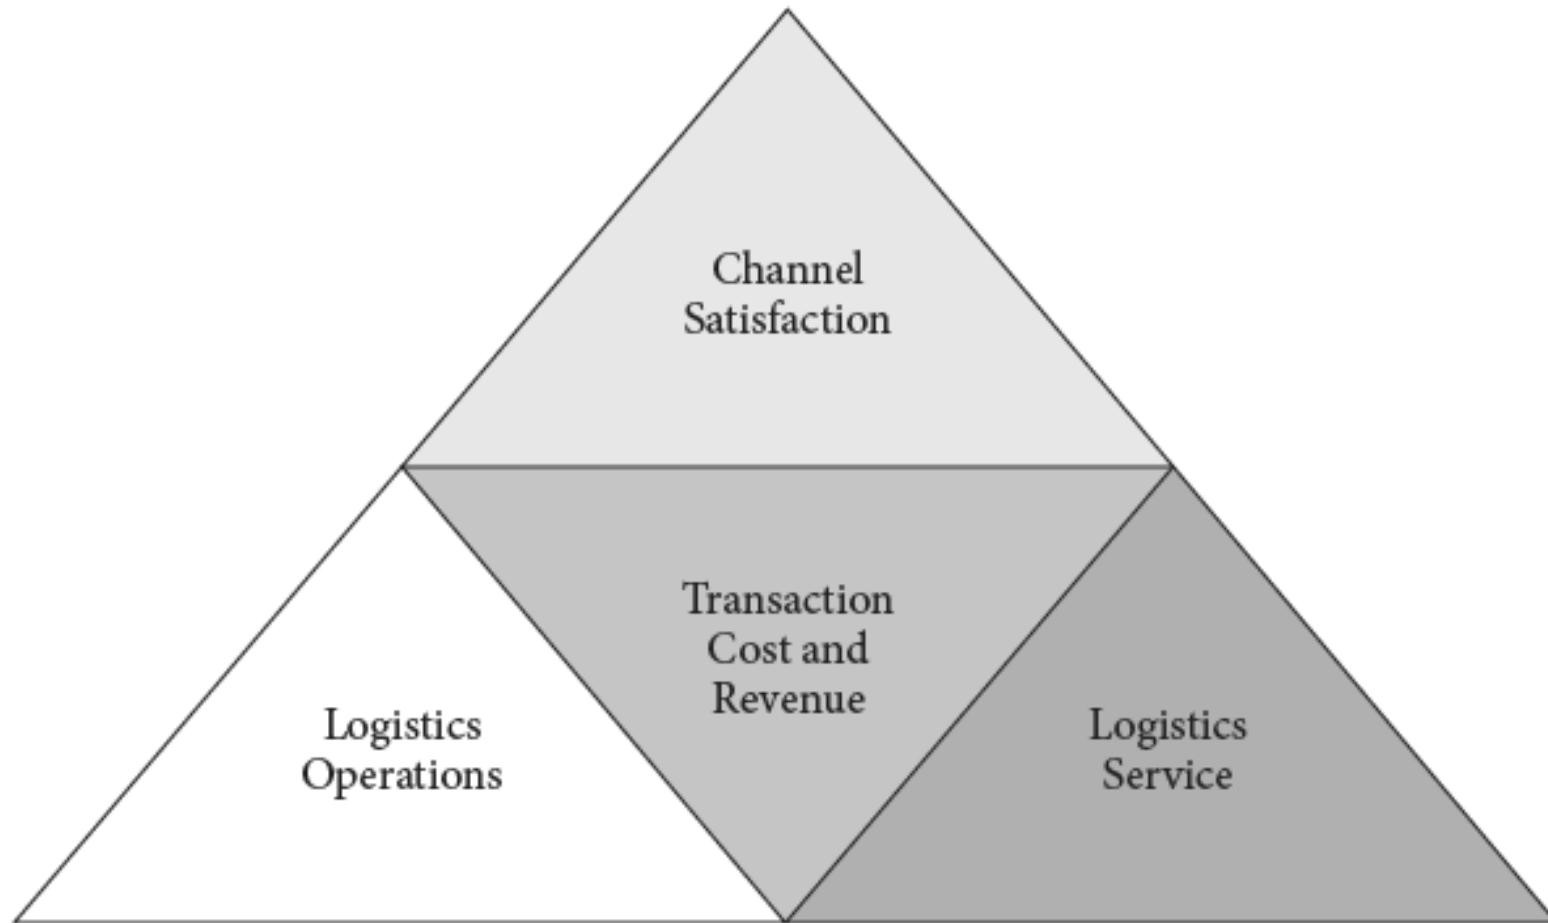 Channel
Satisfaction
Transaction
Cost and
Revenue
Logistics
Operations
Logistics
Service